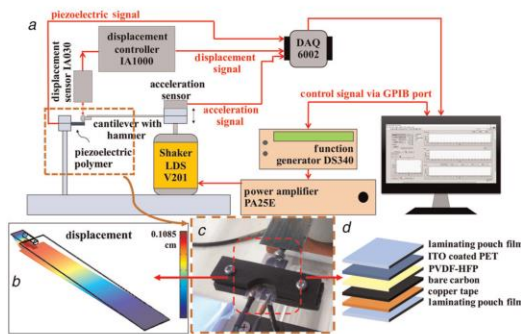 piezoelectric signal
a
displacement
controller
IA1000
displacement
signal
DAQ
6002
displacement
sensor IA030
acceleration
sensor
acceleration
signal
control signal via GPIB port
cantilever with
hammer
piezoelectric
polymer
Shaker
LDS
V201
function
generator DS340
power amplifier
PA25E
displacement
0.1085
cm
b
c
d
laminating pouch film
ITO coated PET
PVDF-HFP
bare carbon
copper tape
laminating pouch film